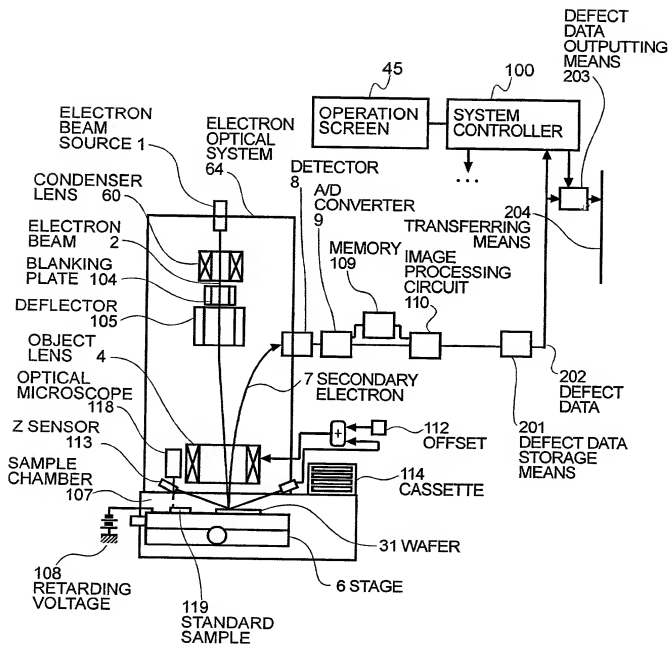 DEFECT
DATA
OUTPUTTING
MEANS
203
45
100
OPERATION
SCREEN
SYSTEM
CONTROLLER
ELECTRON
BEAM
SOURCE 1
ELECTRON
OPTICAL
SYSTEM
64
DETECTOR
8
A/D
CONVERTER
9
...
204
TRANSFERRING
MEANS
CONDENSER
LENS
60
MEMORY
109
IMAGE
PROCESSING
CIRCUIT
110
ELECTRON
BEAM
2
BLANKING
PLATE 104
DEFLECTOR
105
OBJECT
LENS 4
OPTICAL
MICROSCOPE
118
7 SECONDARY
ELECTRON
202
DEFECT
DATA
201
DEFECT DATA
STORAGE
MEANS
Z SENSOR
113
+
112
OFFSET
SAMPLE
CHAMBER
107
114
CASSETTE
31 WAFER
108
RETARDING
VOLTAGE
6 STAGE
119
STANDARD
SAMPLE